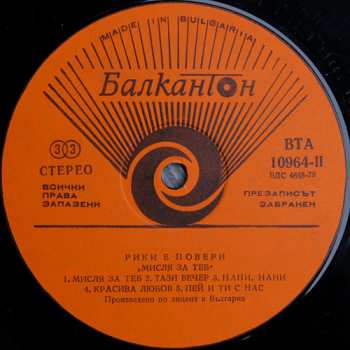 MADE IN BULGARIA
Балкантон
33
СТЕРЕО
ВТА
10964-II
ПДС 4648-73
ВСИЧКИ
ПРАВА
ЗАПАЗЕНИ
ПРЕЗАПИСЪТ
ЗАБРАНЕН
РИКИ Е ПОВЕРИ
„МИСЛЯ ЗА ТЕБ“
1. МИСЛЯ ЗА ТЕБ 2. ТАЗИ ВЕЧЕР 3. НАНИ, НАНИ
4. КРАСИВА ЛЮБОВ 5. ПЕЙ И ТИ С НАС
Произведено по лиценз в България